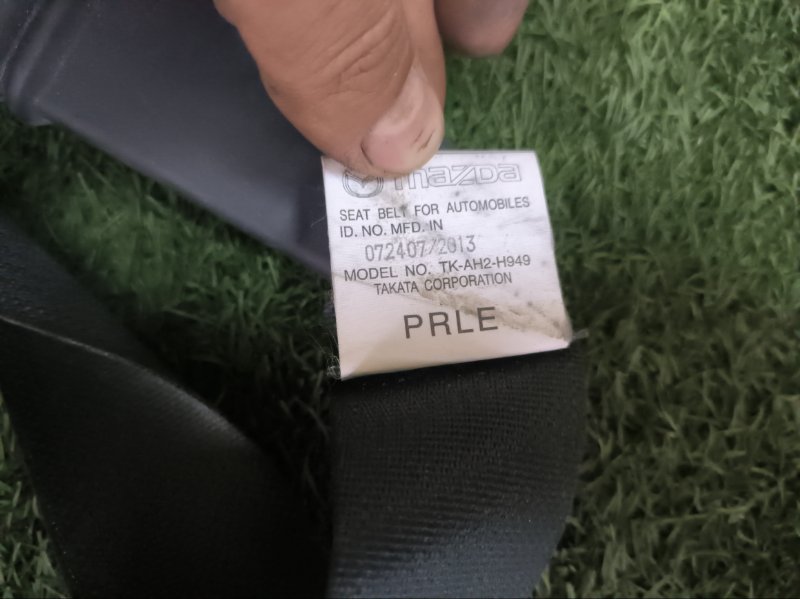 mazda
SEAT BELT FOR AUTOMOBILES
ID. NO. MFD. IN
072407/2013
MODEL NO. TK-AH2-H949
TAKATA CORPORATION
PRLE